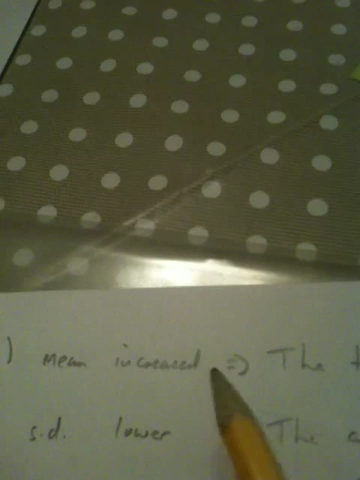 ) mean increased => The
s.d. lower The